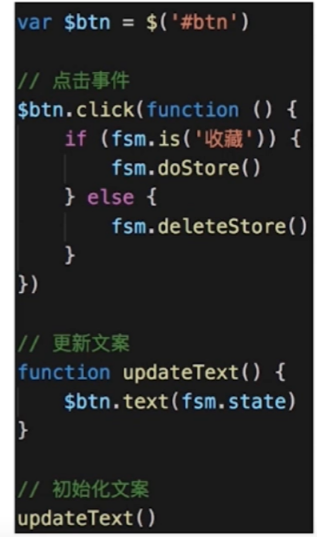 var $btn = $('#btn')
// 点击事件
$btn.click(function () {
    if (fsm.is('收藏')) {
        fsm.doStore()
    } else {
        fsm.deleteStore()
    }
})
// 更新文案
function updateText() {
    $btn.text(fsm.state)
}
// 初始化文案
updateText()